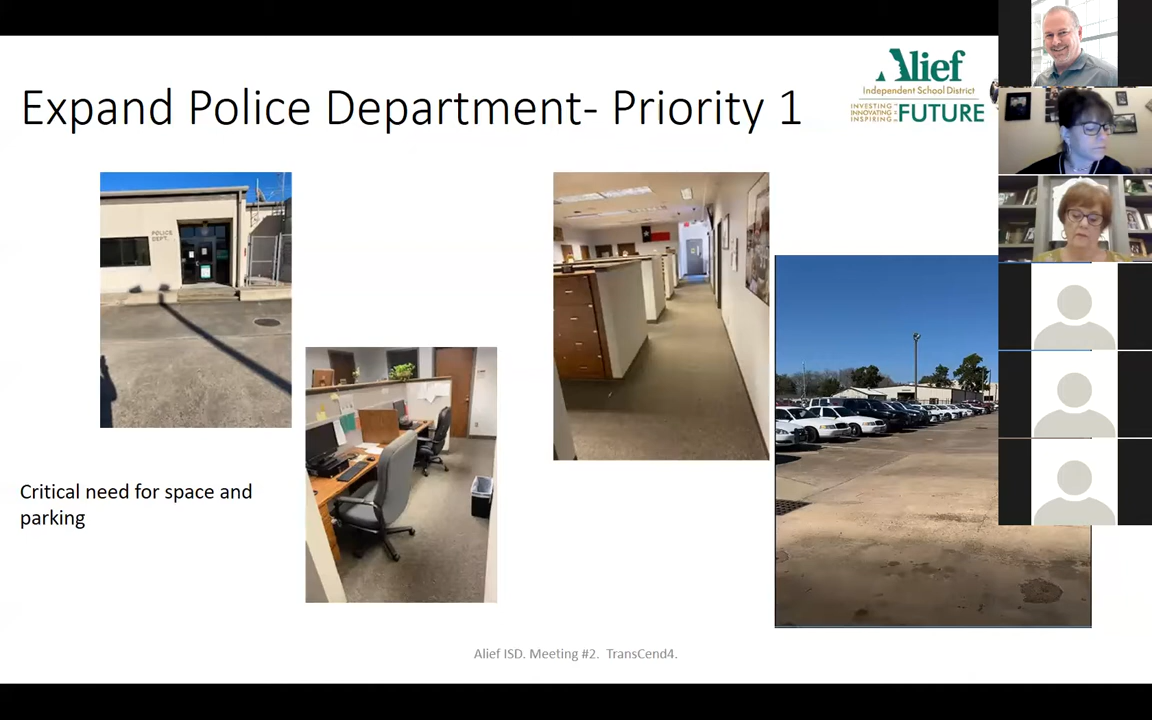 Alief
Independent School District
INVESTING
INNOVATING
INSPIRING
FUTURE
Expand Police Department- Priority 1
POLICE
DEPT.
Critical need for space and
parking
Alief ISD. Meeting #2. TransCend4.